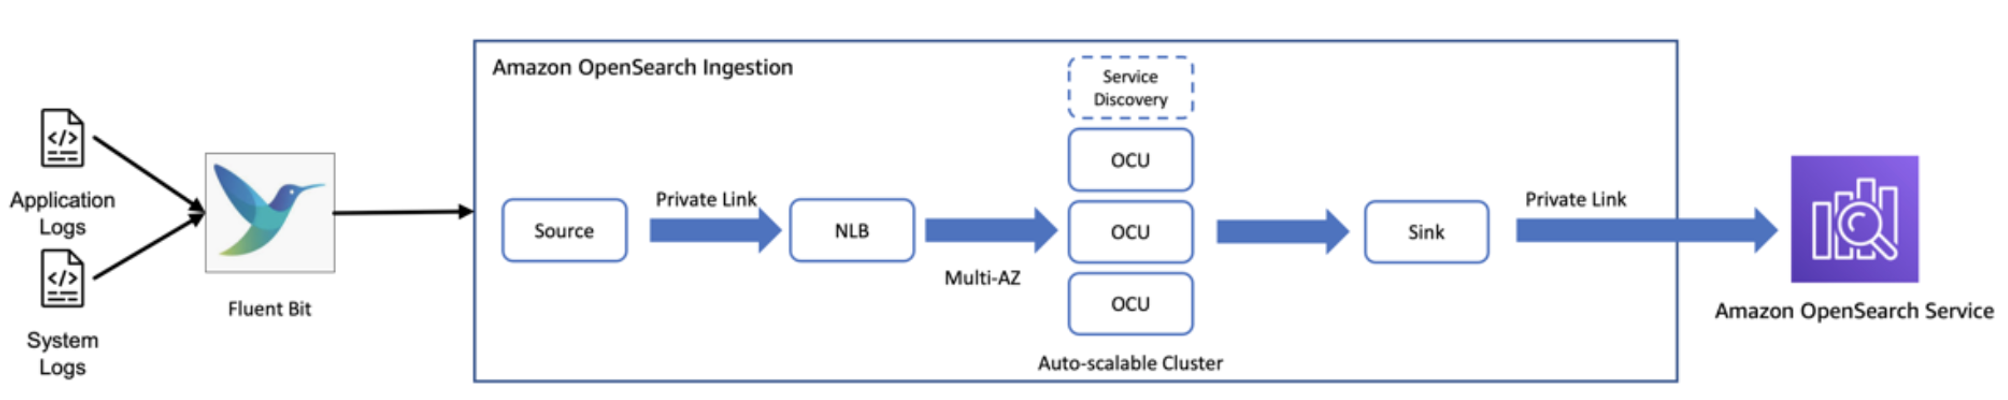 Application
Logs
System
Logs
Fluent Bit
Amazon OpenSearch Ingestion
Source
Private Link
NLB
Multi-AZ
Service
Discovery
OCU
OCU
OCU
Auto-scalable Cluster
Sink
Private Link
Amazon OpenSearch Service